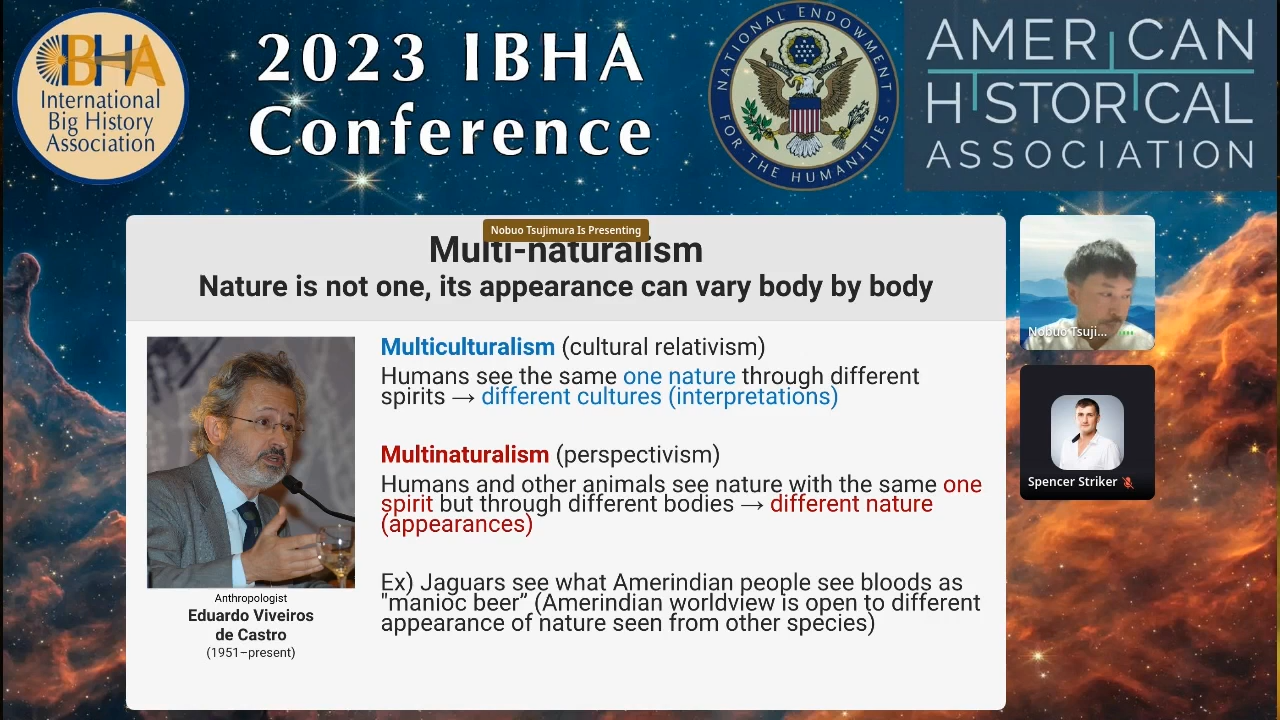 IBHA
International
Big History
Association
2023 IBHA
Conference
NATIONAL ENDOWMENT
FOR THE HUMANITIES
AMERICAN
HISTORICAL
ASSOCIATION
Nobuo Tsujimura Is Presenting
Multi-naturalism
Nature is not one, its appearance can vary body by body
Multiculturalism (cultural relativism)
Humans see the same one nature through different
spirits → different cultures (interpretations)
Multinaturalism (perspectivism)
Humans and other animals see nature with the same one
spirit but through different bodies → different nature
(appearances)
Ex) Jaguars see what Amerindian people see bloods as
"manioc beer” (Amerindian worldview is open to different
appearance of nature seen from other species)
Anthropologist
Eduardo Viveiros
de Castro
(1951–present)
Nobuo Tsuji...
Spencer Striker